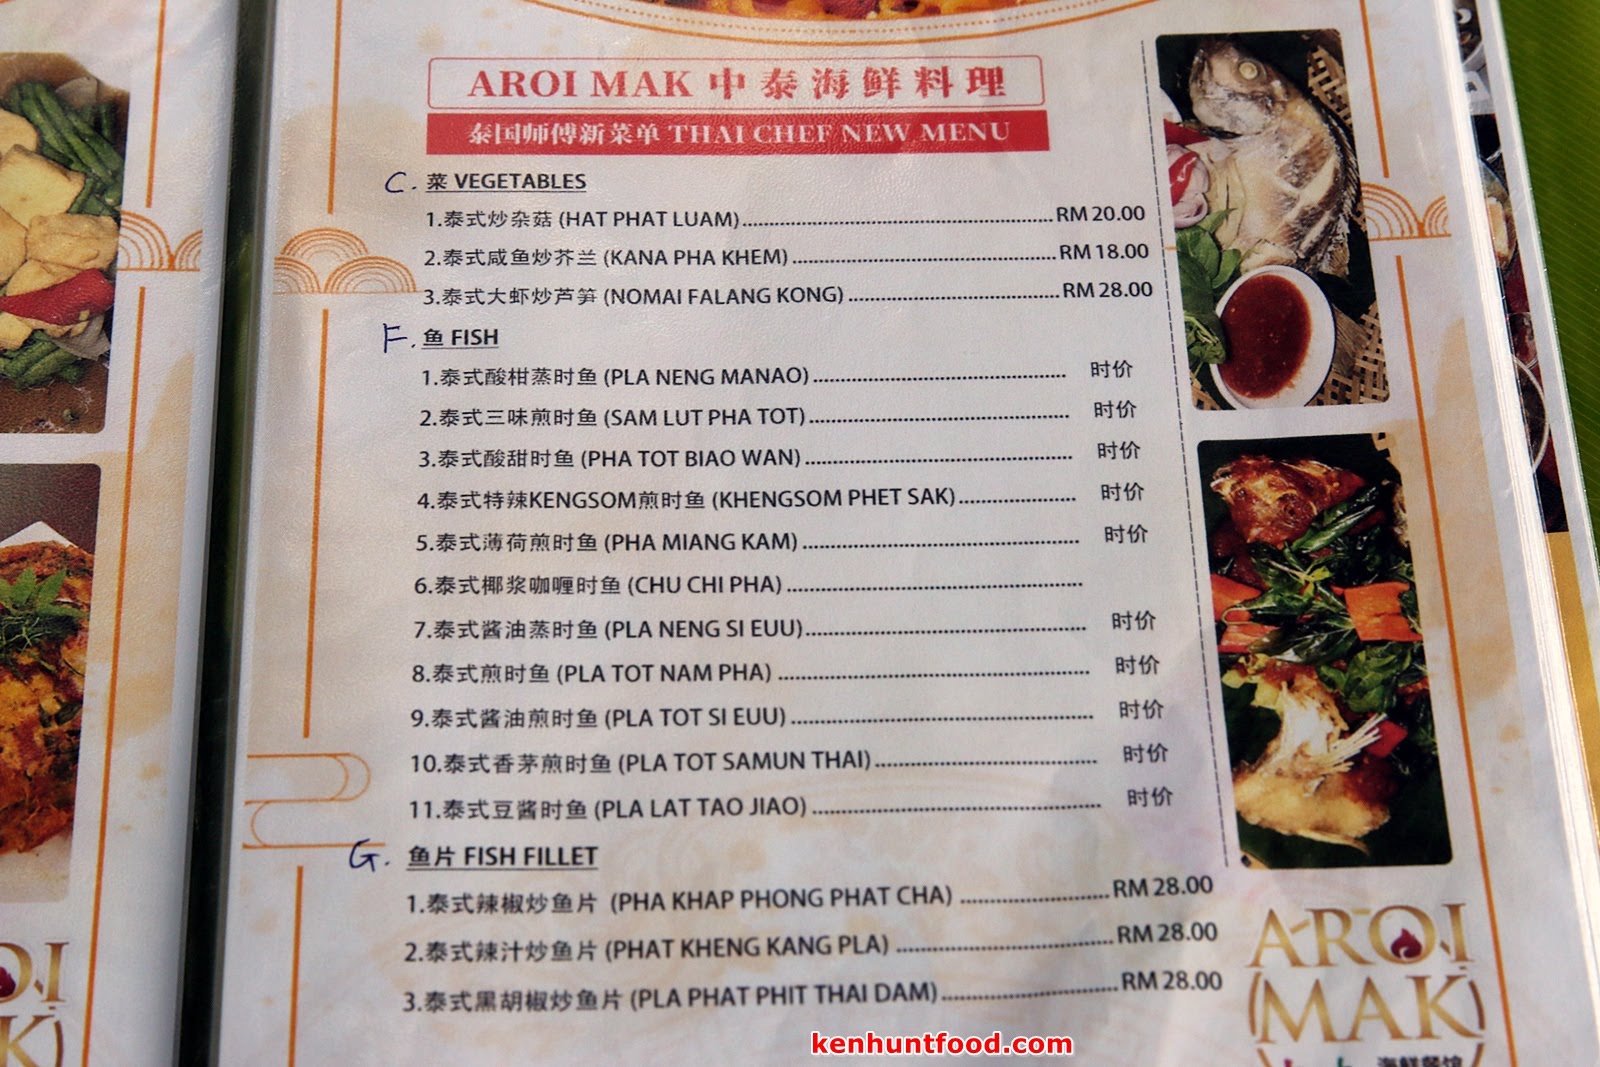 AROI MAK 中泰海鲜料理
泰国师傅新菜单 THAI CHEF NEW MENU
C. 菜 VEGETABLES
1.泰式炒杂菇 (HAT PHAT LUAM) RM 20.00
2.泰式咸鱼炒芥兰 (KANA PHA KHEM) RM 18.00
3.泰式大虾炒芦笋 (NOMAI FALANG KONG) RM 28.00
F. 鱼 FISH
1.泰式酸柑蒸时鱼 (PLA NENG MANAO) 时价
2.泰式三味煎时鱼 (SAM LUT PHA TOT) 时价
3.泰式酸甜时鱼 (PHA TOT BIAO WAN) 时价
4.泰式特辣KENGSOM煎时鱼 (KHENGSOM PHET SAK) 时价
5.泰式薄荷煎时鱼 (PHA MIANG KAM) 时价
6.泰式椰浆咖喱时鱼 (CHU CHI PHA)
7.泰式酱油蒸时鱼 (PLA NENG SI EUU) 时价
8.泰式煎时鱼 (PLA TOT NAM PHA) 时价
9.泰式酱油煎时鱼 (PLA TOT SI EUU) 时价
10.泰式香茅煎时鱼 (PLA TOT SAMUN THAI) 时价
11.泰式豆酱时鱼 (PLA LAT TAO JIAO) 时价
G. 鱼片 FISH FILLET
1.泰式辣椒炒鱼片 (PHA KHAP PHONG PHAT CHA) RM 28.00
2.泰式辣汁炒鱼片 (PHAT KHENG KANG PLA) RM 28.00
3.泰式黑胡椒炒鱼片 (PLA PHAT PHIT THAI DAM) RM 28.00
AROI
MAK
海鲜餐馆
kenhuntfood.com